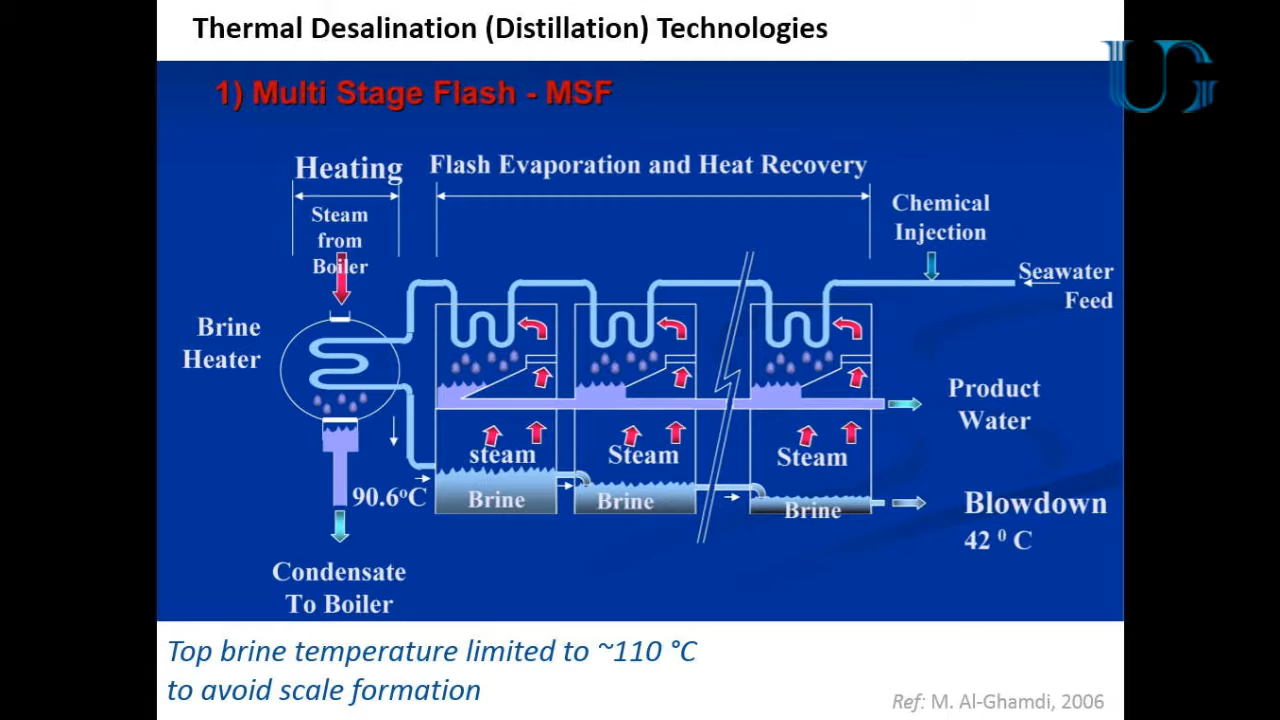 Thermal Desalination (Distillation) Technologies
UG
1) Multi Stage Flash - MSF
Heating
Flash Evaporation and Heat Recovery
Steam
from
Boiler
Chemical
Injection
Seawater
Feed
Brine
Heater
Product
Water
steam
Steam
Steam
90.6°C
Brine
Brine
Brine
Blowdown
42 ⁰ C
Condensate
To Boiler
Top brine temperature limited to ~110 °C
to avoid scale formation
Ref: M. Al-Ghamdi, 2006